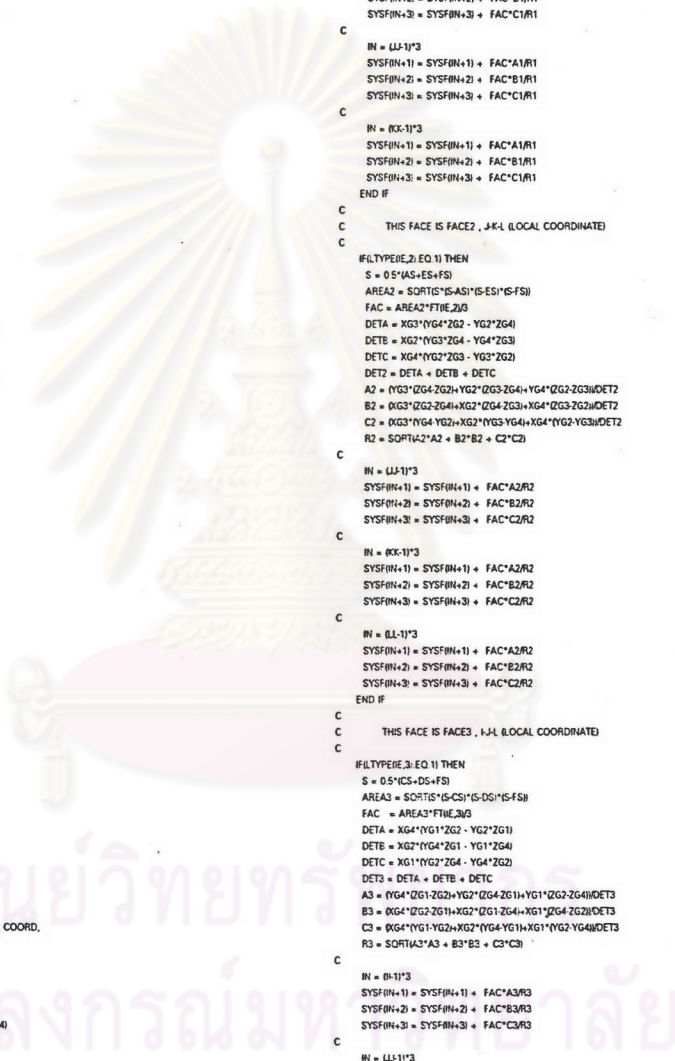 SYSF(IN+3) = SYSF(IN+3) + FAC*C1/R1
C
IN = (JJ-1)*3
SYSF(IN+1) = SYSF(IN+1) + FAC*A1/R1
SYSF(IN+2) = SYSF(IN+2) + FAC*B1/R1
SYSF(IN+3) = SYSF(IN+3) + FAC*C1/R1
C
IN = (KK-1)*3
SYSF(IN+1) = SYSF(IN+1) + FAC*A1/R1
SYSF(IN+2) = SYSF(IN+2) + FAC*B1/R1
SYSF(IN+3) = SYSF(IN+3) + FAC*C1/R1
END IF
C
C THIS FACE IS FACE2 , J-K-L (LOCAL COORDINATE)
C
IF(LTYPE(IE,2).EQ.1) THEN
S = 0.5*(AS+ES+FS)
AREA2 = SQRT(S*(S-AS)*(S-ES)*(S-FS))
FAC = AREA2*FT(IE,2)/3
DETA = XG3*(YG4*ZG2 - YG2*ZG4)
DETB = XG2*(YG3*ZG4 - YG4*ZG3)
DETC = XG4*(YG2*ZG3 - YG3*ZG2)
DET2 = DETA + DETB + DETC
A2 = (YG3*(ZG4-ZG2)+YG2*(ZG3-ZG4)+YG4*(ZG2-ZG3))/DET2
B2 = (XG3*(ZG2-ZG4)+XG2*(ZG4-ZG3)+XG4*(ZG3-ZG2))/DET2
C2 = (XG3*(YG4-YG2)+XG2*(YG3-YG4)+XG4*(YG2-YG3))/DET2
R2 = SQRT(A2*A2 + B2*B2 + C2*C2)
C
IN = (JJ-1)*3
SYSF(IN+1) = SYSF(IN+1) + FAC*A2/R2
SYSF(IN+2) = SYSF(IN+2) + FAC*B2/R2
SYSF(IN+3) = SYSF(IN+3) + FAC*C2/R2
C
IN = (KK-1)*3
SYSF(IN+1) = SYSF(IN+1) + FAC*A2/R2
SYSF(IN+2) = SYSF(IN+2) + FAC*B2/R2
SYSF(IN+3) = SYSF(IN+3) + FAC*C2/R2
C
IN = (LL-1)*3
SYSF(IN+1) = SYSF(IN+1) + FAC*A2/R2
SYSF(IN+2) = SYSF(IN+2) + FAC*B2/R2
SYSF(IN+3) = SYSF(IN+3) + FAC*C2/R2
END IF
C
C THIS FACE IS FACE3 , I-J-L (LOCAL COORDINATE)
C
IF(LTYPE(IE,3).EQ.1) THEN
S = 0.5*(CS+DS+FS)
AREA3 = SQRT(S*(S-CS)*(S-DS)*(S-FS))
FAC = AREA3*FT(IE,3)/3
DETA = XG4*(YG1*ZG2 - YG2*ZG1)
DETB = XG2*(YG4*ZG1 - YG1*ZG4)
DETC = XG1*(YG2*ZG4 - YG4*ZG2)
DET3 = DETA + DETB + DETC
A3 = (YG4*(ZG1-ZG2)+YG2*(ZG4-ZG1)+YG1*(ZG2-ZG4))/DET3
B3 = (XG4*(ZG2-ZG1)+XG2*(ZG1-ZG4)+XG1*(ZG4-ZG2))/DET3
C3 = (XG4*(YG1-YG2)+XG2*(YG4-YG1)+XG1*(YG2-YG4))/DET3
R3 = SQRT(A3*A3 + B3*B3 + C3*C3)
C
IN = (II-1)*3
SYSF(IN+1) = SYSF(IN+1) + FAC*A3/R3
SYSF(IN+2) = SYSF(IN+2) + FAC*B3/R3
SYSF(IN+3) = SYSF(IN+3) + FAC*C3/R3
C
IN = (JJ-1)*3
COORD,
4)